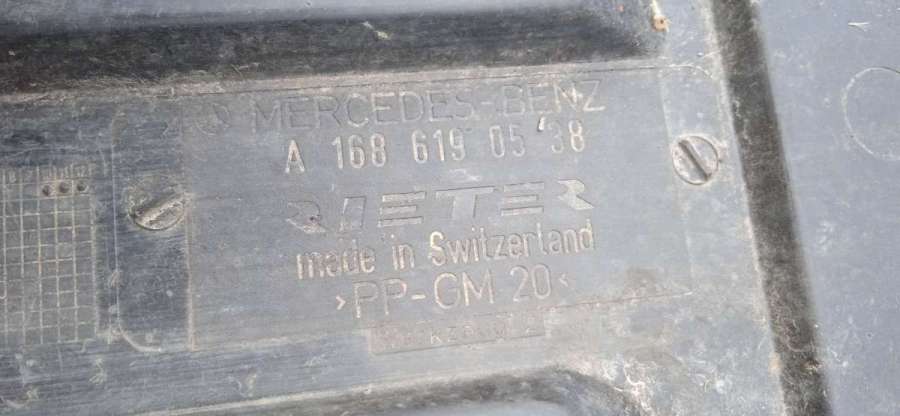 MERCEDES-BENZ
A 168 619 05 38
RIETER
made in Switzerland
>PP-GM 20<